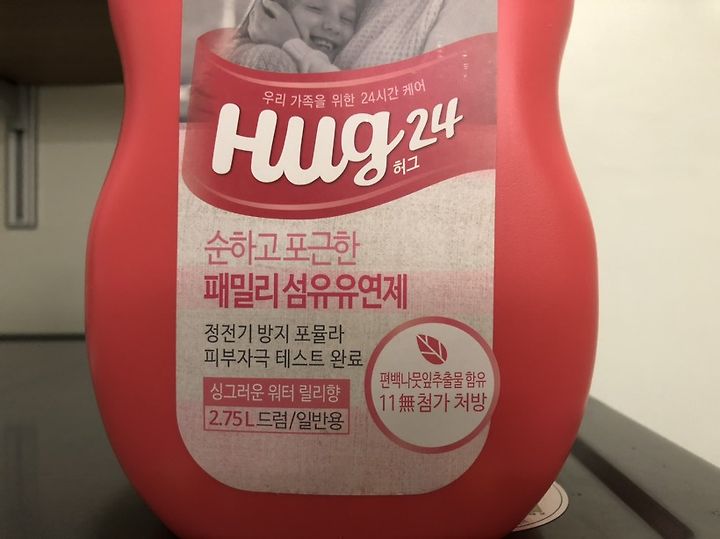 우리 가족을 위한 24시간 케어
Hug24
허그
순하고 포근한
패밀리 섬유유연제
정전기 방지 포뮬라
피부자극 테스트 완료
싱그러운 워터 릴리향
2.75L 드럼/일반용
편백나뭇잎추출물 함유
11無 첨가 처방